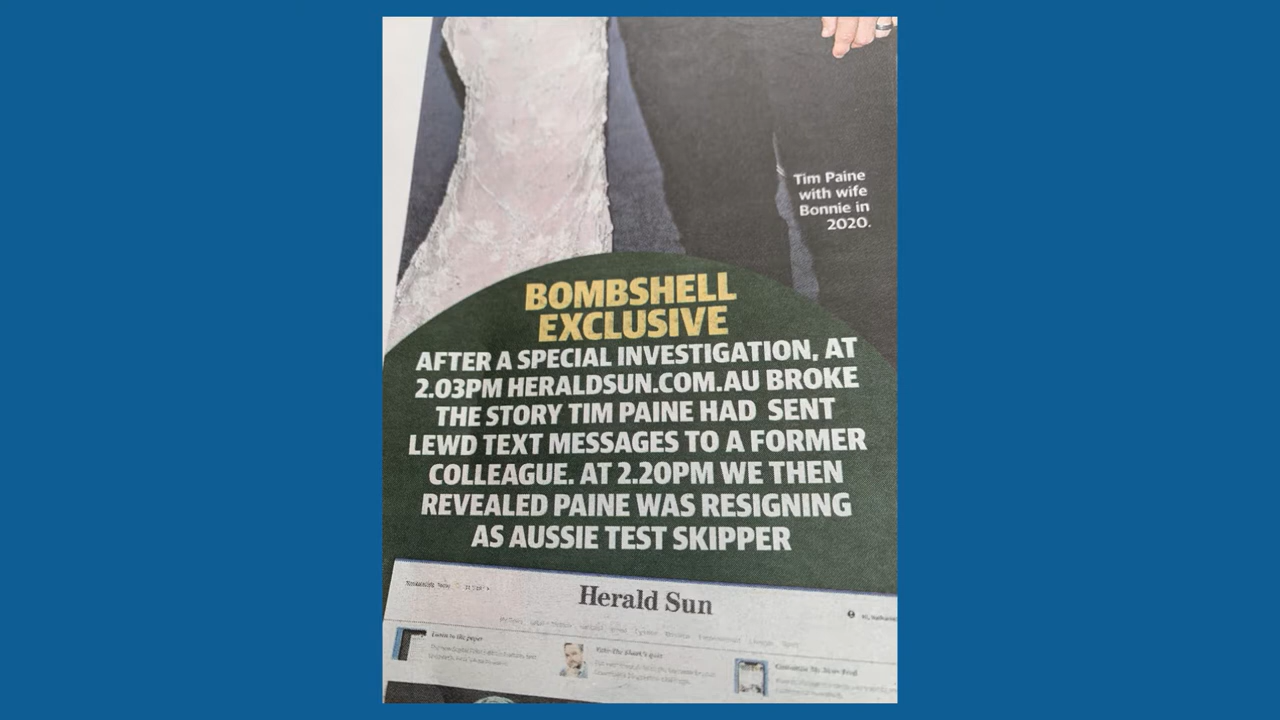 Tim Paine
with wife
Bonnie in
2020.
BOMBSHELL
EXCLUSIVE
AFTER A SPECIAL INVESTIGATION, AT
2.03PM HERALDSUN.COM.AU BROKE
THE STORY TIM PAINE HAD SENT
LEWD TEXT MESSAGES TO A FORMER
COLLEAGUE. AT 2.20PM WE THEN
REVEALED PAINE WAS RESIGNING
AS AUSSIE TEST SKIPPER
Herald Sun